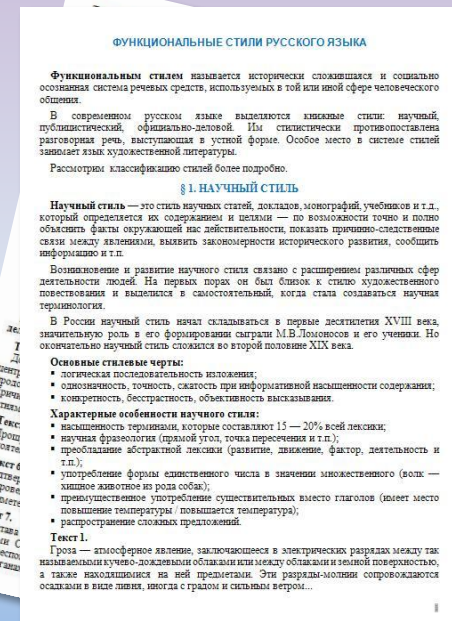 ФУНКЦИОНАЛЬНЫЕ СТИЛИ РУССКОГО ЯЗЫКА
Функциональным стилем называется исторически сложившаяся и социально
осознанная система речевых средств, используемых в той или иной сфере человеческого
общения.
В современном русском языке выделяются книжные стили: научный,
публицистический, официально-деловой. Им стилистически противопоставлена
разговорная речь, выступающая в устной форме. Особое место в системе стилей
занимает язык художественной литературы.
Рассмотрим классификацию стилей более подробно.
§ 1. НАУЧНЫЙ СТИЛЬ
Научный стиль — это стиль научных статей, докладов, монографий, учебников и т.д.,
который определяется их содержанием и целями — по возможности точно и полно
объяснить факты окружающей нас действительности, показать причинно-следственные
связи между явлениями, выявить закономерности исторического развития, сообщить
информацию и т.п.
Возникновение и развитие научного стиля связано с расширением различных сфер
деятельности людей. На первых порах он был близок к стилю художественного
повествования и выделился в самостоятельный, когда стала создаваться научная
терминология.
В России научный стиль начал складываться в первые десятилетия XVIII века,
значительную роль в его формировании сыграли М.В.Ломоносов и его ученики. Но
окончательно научный стиль сложился во второй половине XIX века.
Основные стилевые черты:
▪ логическая последовательность изложения;
▪ однозначность, точность, сжатость при информативной насыщенности содержания;
▪ конкретность, бесстрастность, объективность высказывания.
Характерные особенности научного стиля:
▪ насыщенность терминами, которые составляют 15 — 20% всей лексики;
▪ научная фразеология (прямой угол, точка пересечения и т.п.);
▪ преобладание абстрактной лексики (развитие, движение, фактор, деятельность и
т.п.);
▪ употребление формы единственного числа в значении множественного (волк —
хищное животное из рода собак);
▪ преимущественное употребление существительных вместо глаголов (имеет место
повышение температуры / повышается температура);
▪ распространение сложных предложений.
Текст 1.
Гроза — атмосферное явление, заключающееся в электрических разрядах между так
называемыми кучево-дождевыми облаками или между облаками и земной поверхностью,
а также находящимися на ней предметами. Эти разряды-молнии сопровождаются
осадками в виде ливня, иногда с градом и сильным ветром...